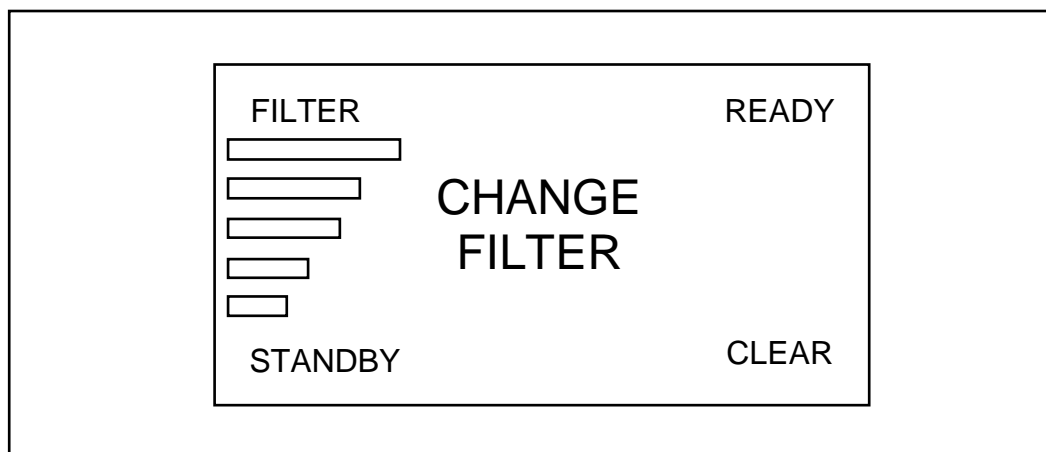 FILTER
READY
CHANGE
FILTER
STANDBY
CLEAR